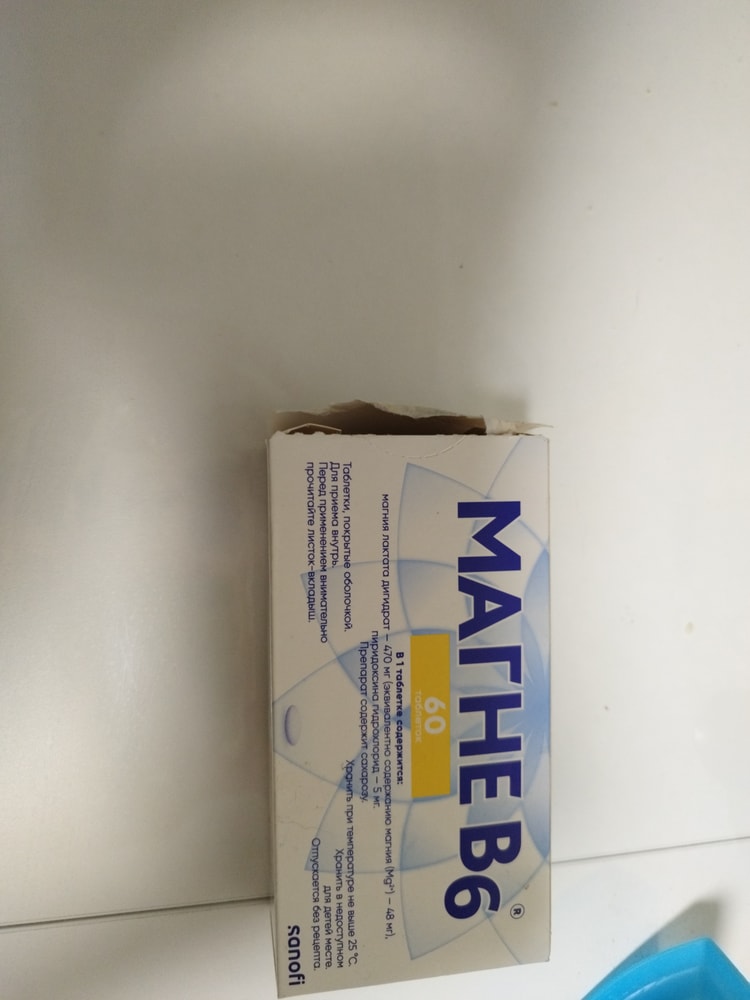 МАГНЕ В6®
60
таблеток
В 1 таблетке содержится:
магния лактата дигидрат – 470 мг (эквивалентно содержанию магния (Mg²⁺) – 48 мг),
пиридоксина гидрохлорид – 5 мг.
Препарат содержит сахарозу.
Таблетки, покрытые оболочкой.
Для приема внутрь.
Перед применением внимательно
прочитайте листок-вкладыш.
Хранить при температуре не выше 25 °C.
Хранить в недоступном
для детей месте.
Отпускается без рецепта.
sanofi